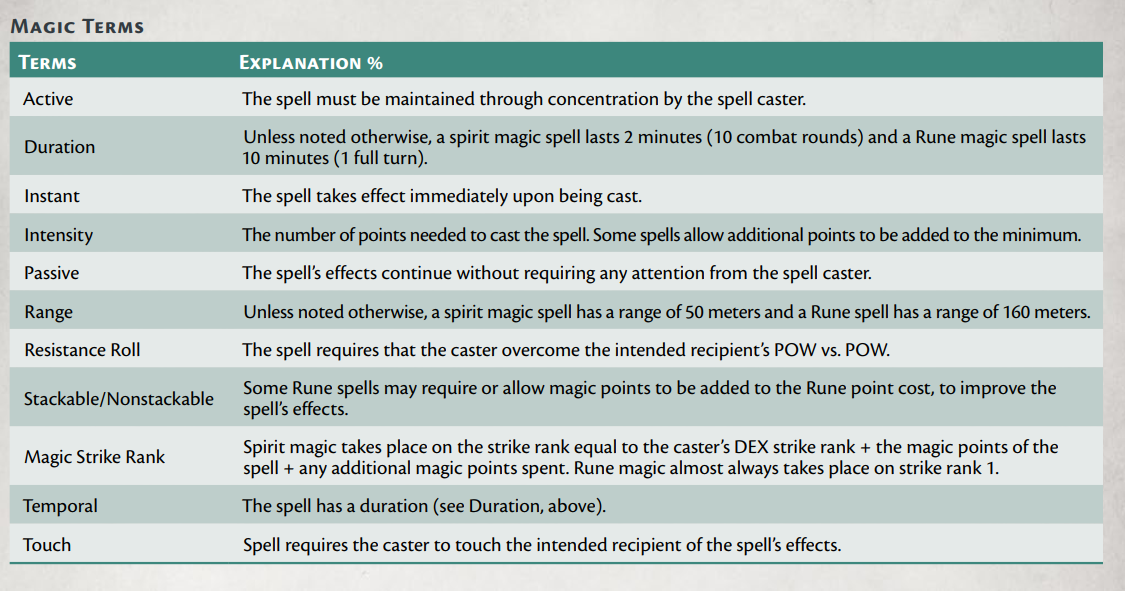 Magic Terms
Terms Explanation %
Active The spell must be maintained through concentration by the spell caster.
Duration Unless noted otherwise, a spirit magic spell lasts 2 minutes (10 combat rounds) and a Rune magic spell lasts
10 minutes (1 full turn).
Instant The spell takes effect immediately upon being cast.
Intensity The number of points needed to cast the spell. Some spells allow additional points to be added to the minimum.
Passive The spell’s effects continue without requiring any attention from the spell caster.
Range Unless noted otherwise, a spirit magic spell has a range of 50 meters and a Rune spell has a range of 160 meters.
Resistance Roll The spell requires that the caster overcome the intended recipient’s POW vs. POW.
Stackable/Nonstackable Some Rune spells may require or allow magic points to be added to the Rune point cost, to improve the
spell’s effects.
Magic Strike Rank Spirit magic takes place on the strike rank equal to the caster’s DEX strike rank + the magic points of the
spell + any additional magic points spent. Rune magic almost always takes place on strike rank 1.
Temporal The spell has a duration (see Duration, above).
Touch Spell requires the caster to touch the intended recipient of the spell’s effects.